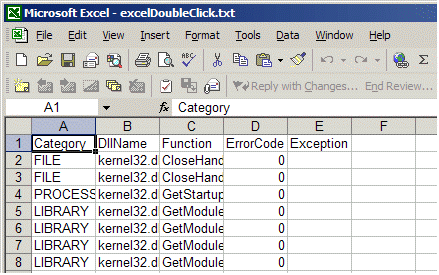 Microsoft Excel - excelDoubleClick.txt
File Edit View Insert Format Tools Data Window Help
Reply with Changes... End Review...
A1 fx Category
A B C D E F G
1 Category DllName Function ErrorCode Exception
2 FILE kernel32.d CloseHand 0
3 FILE kernel32.d CloseHand 0
4 PROCESS kernel32.d GetStartup 0
5 LIBRARY kernel32.d GetModule 0
6 LIBRARY kernel32.d GetModule 0
7 LIBRARY kernel32.d GetModule 0
8 LIBRARY kernel32.d GetModule 0